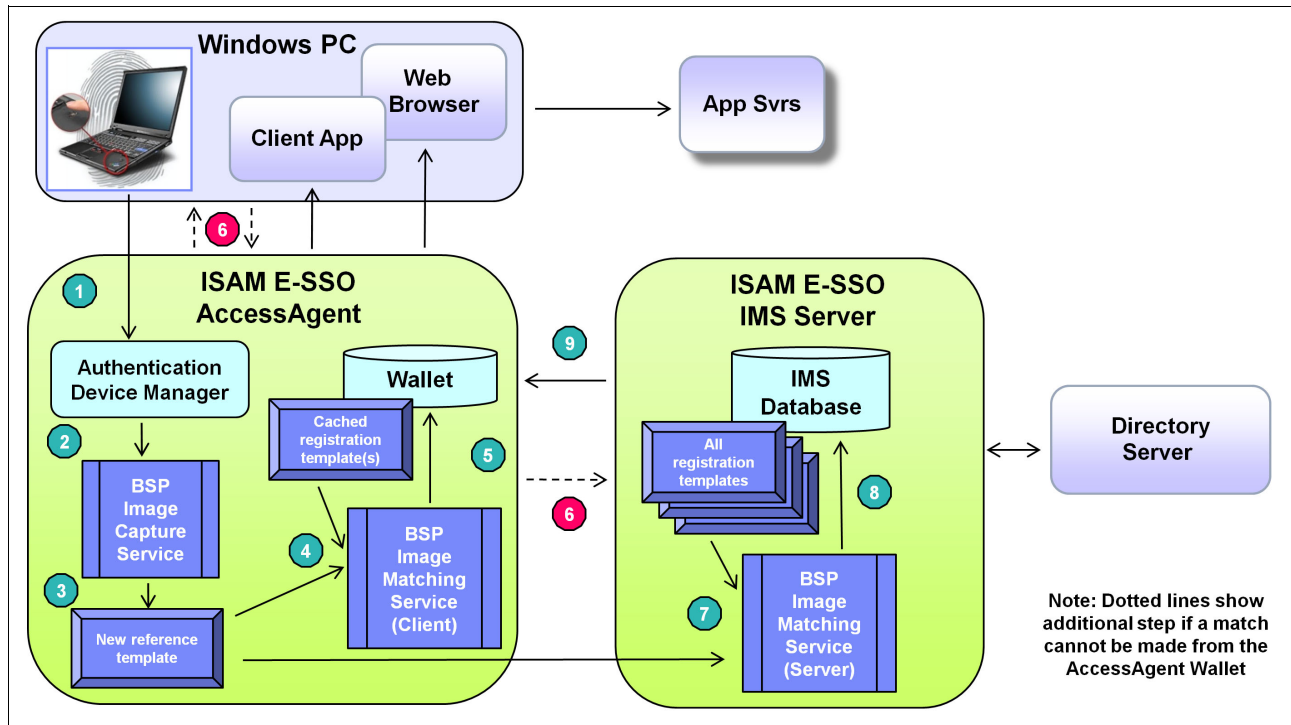 Windows PC
Web
Browser
Client App
App Svrs
6
1
ISAM E-SSO
AccessAgent
Authentication
Device Manager
Wallet
Cached
registration
template(s)
2
BSP
Image
Capture
Service
5
4
BSP
Image
Matching
Service
(Client)
3
New reference
template
9
6
ISAM E-SSO
IMS Server
IMS
Database
All
registration
templates
8
7
BSP
Image
Matching
Service
(Server)
Directory
Server
Note: Dotted lines show
additional step if a match
cannot be made from the
AccessAgent Wallet